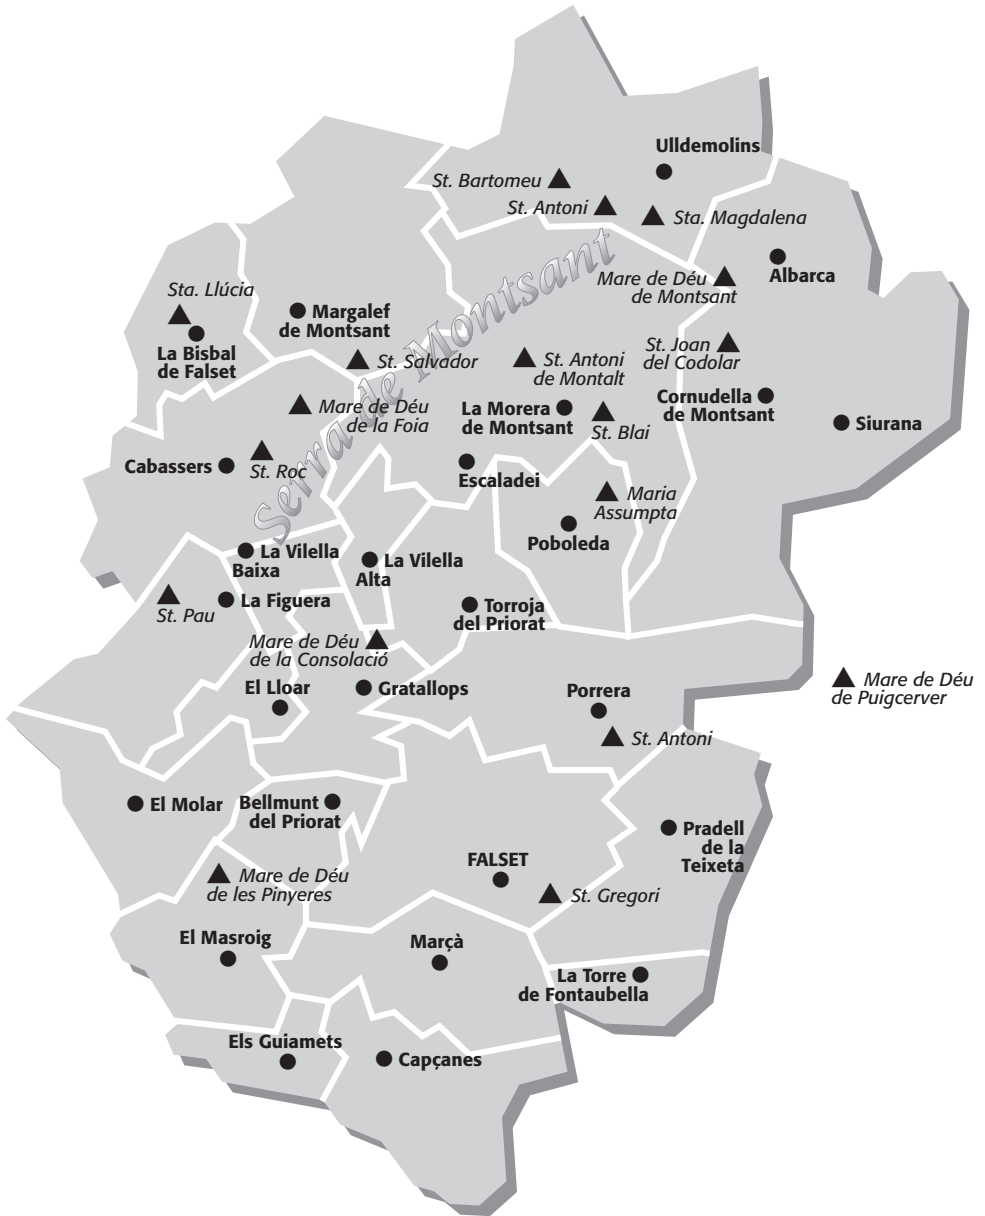 Ulldemolins
St. Bartomeu
St. Antoni
Sta. Magdalena
Albarca
Mare de Déu
de Montsant
Serra de Montsant
Sta. Llúcia
Margalef
de Montsant
La Bisbal
de Falset
St. Salvador
St. Antoni
de Montalt
St. Joan
del Codolar
Mare de Déu
de la Foia
La Morera
de Montsant
St. Blai
Cornudella
de Montsant
Siurana
Cabassers
St. Roc
Escaladei
Maria
Assumpta
Poboleda
La Vilella
Baixa
La Vilella
Alta
St. Pau
La Figuera
Torroja
del Priorat
Mare de Déu
de la Consolació
El Lloar
Gratallops
Porrera
St. Antoni
Mare de Déu
de Puigcerver
El Molar
Bellmunt
del Priorat
Pradell
de la
Teixeta
FALSET
St. Gregori
Mare de Déu
de les Pinyeres
El Masroig
Marçà
La Torre
de Fontaubella
Els Guiamets
Capçanes